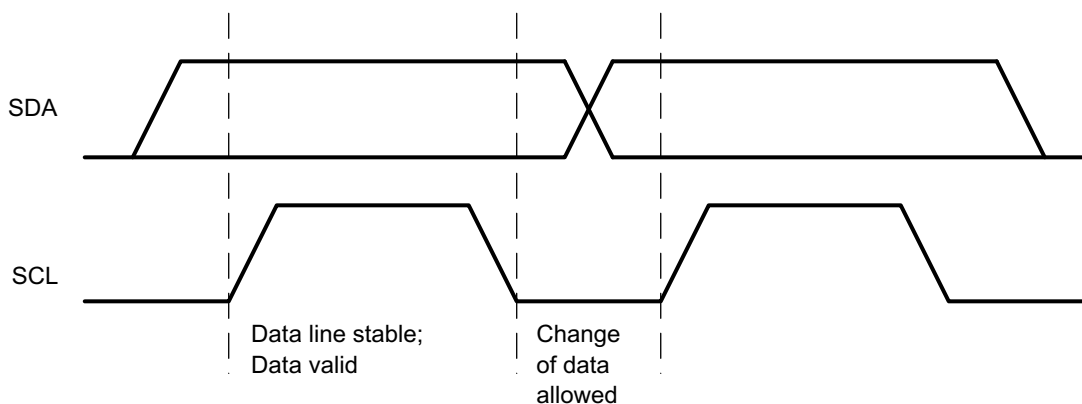 SDA
SCL
Data line stable;
Data valid
Change
of data
allowed